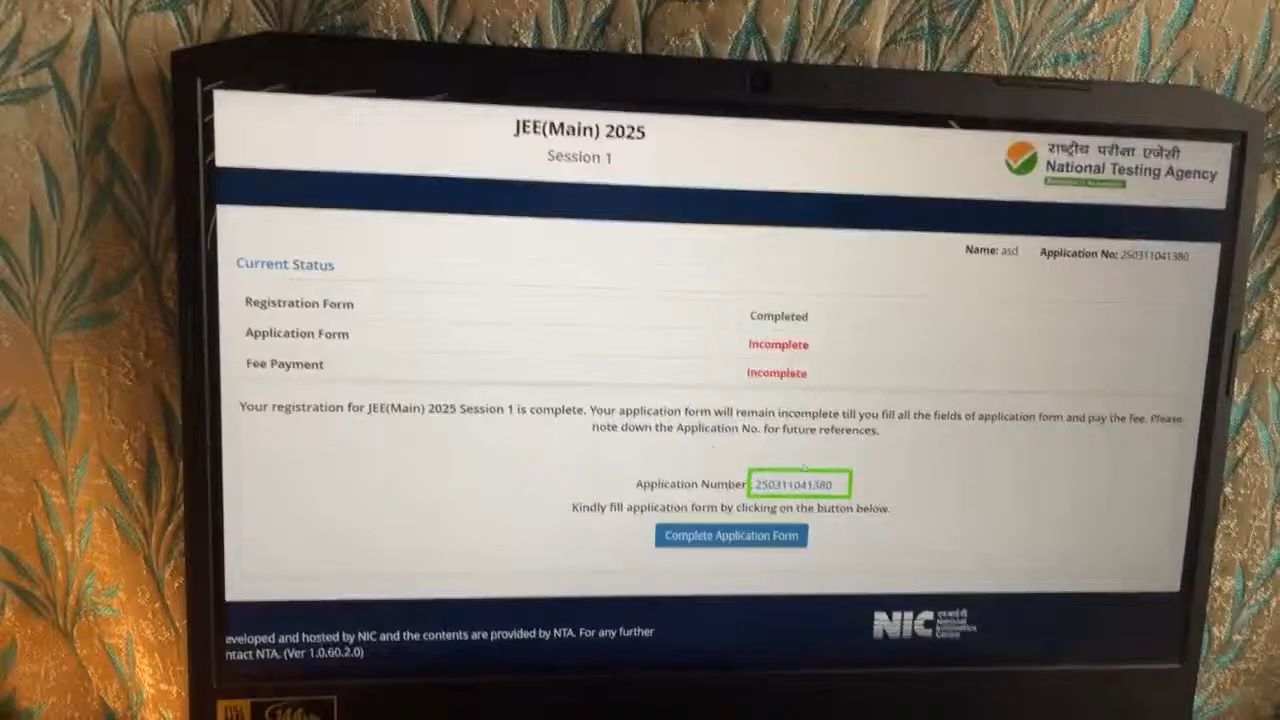 JEE(Main) 2025
Session 1
राष्ट्रीय परीक्षा एजेंसी
National Testing Agency
Name: asd Application No: 250311041380
Current Status
Registration Form Completed
Application Form Incomplete
Fee Payment Incomplete
Your registration for JEE(Main) 2025 Session 1 is complete. Your application form will remain incomplete till you fill all the fields of application form and pay the fee. Please
note down the Application No. for future references.
Application Number: 250311041380
Kindly fill application form by clicking on the button below.
Complete Application Form
eveloped and hosted by NIC and the contents are provided by NTA. For any further
ntact NTA. (Ver 1.0.60.2.0)
NIC
National
Informatics
Centre